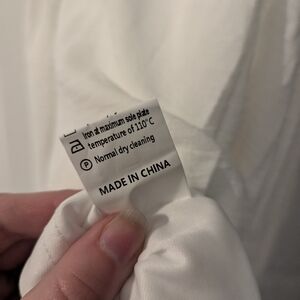 Iron at maximum sole plate
temperature of 110°C
P Normal dry cleaning
MADE IN CHINA